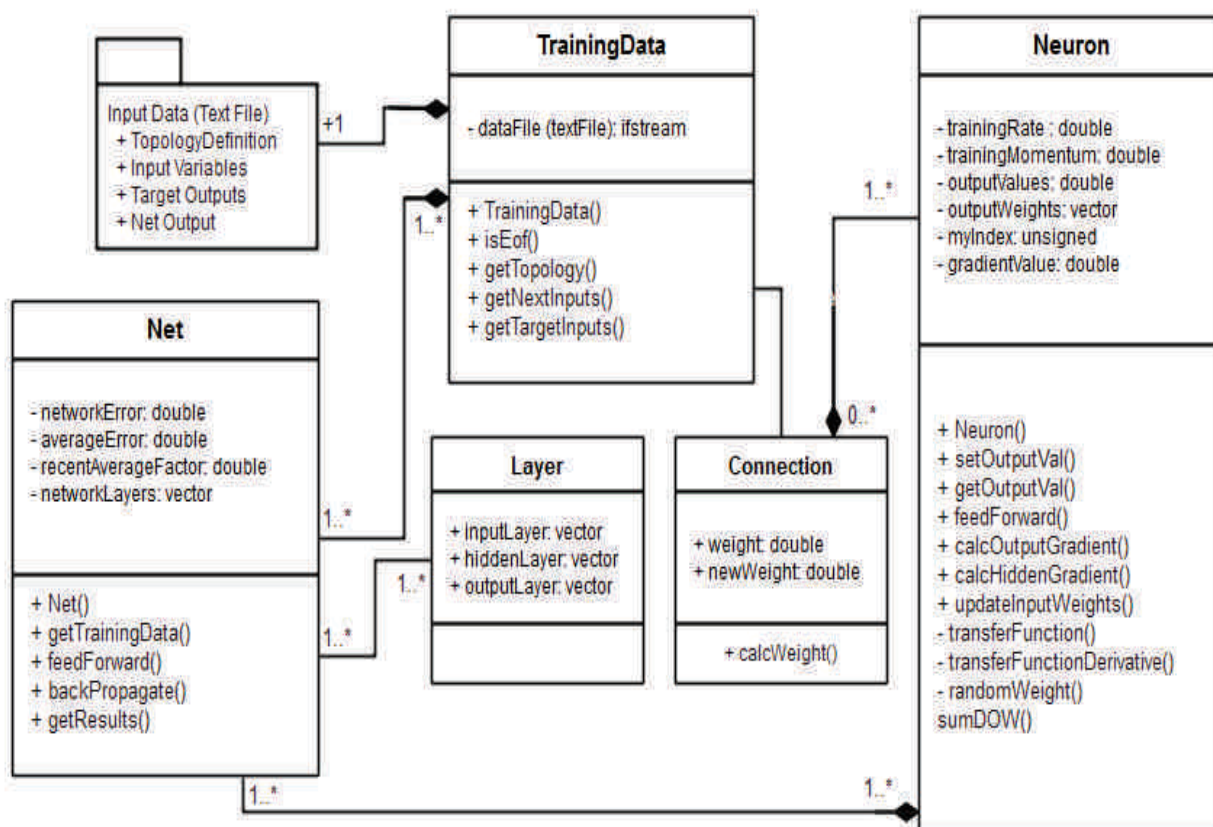 Input Data (Text File)
+ TopologyDefinition
+ Input Variables
+ Target Outputs
+ Net Output
+1
TrainingData
- dataFile (textFile): ifstream
+ TrainingData()
+ isEof()
+ getTopology()
+ getNextInputs()
+ getTargetInputs()
1..*
1..*
Neuron
- trainingRate : double
- trainingMomentum: double
- outputValues: double
- outputWeights: vector
- myIndex: unsigned
- gradientValue: double
+ Neuron()
+ setOutputVal()
+ getOutputVal()
+ feedForward()
+ calcOutputGradient()
+ calcHiddenGradient()
+ updateInputWeights()
- transferFunction()
- transferFunctionDerivative()
- randomWeight()
sumDOW()
1..*
0..*
Net
- networkError: double
- averageError: double
- recentAverageFactor: double
- networkLayers: vector
+ Net()
+ getTrainingData()
+ feedForward()
+ backPropagate()
+ getResults()
1..*
1..*
Layer
+ inputLayer: vector
+ hiddenLayer: vector
+ outputLayer: vector
Connection
+ weight: double
+ newWeight: double
+ calcWeight()
1..*
1..*